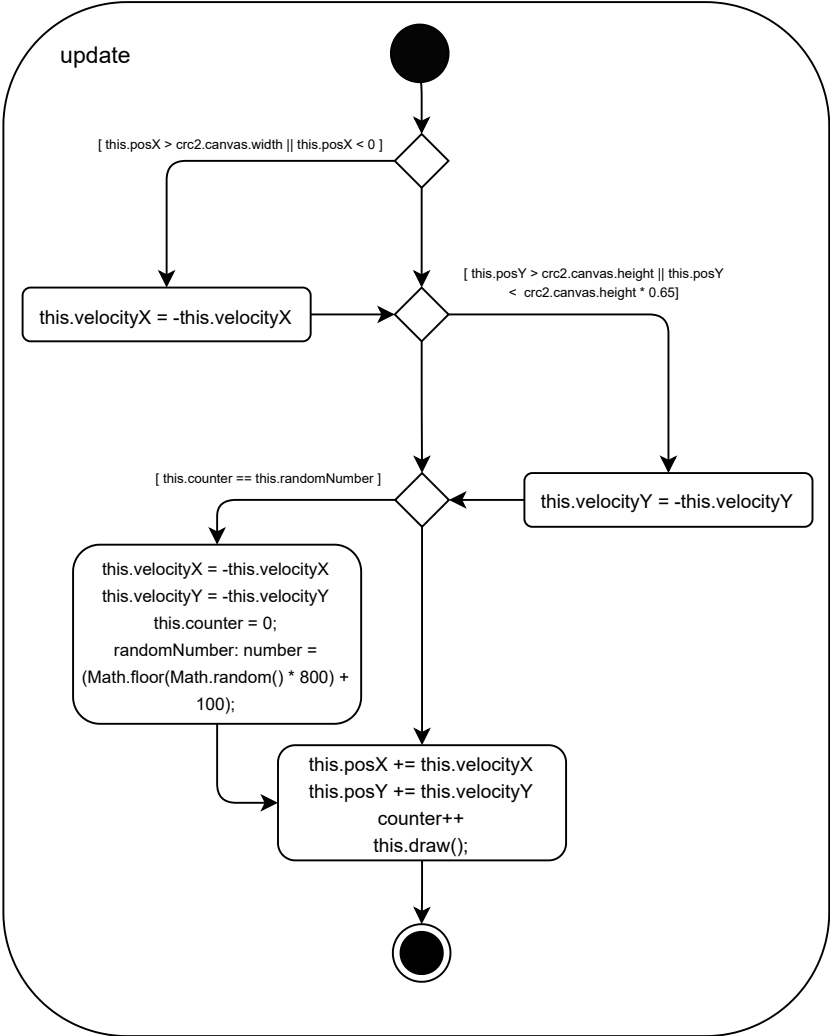 update
[ this.posX > crc2.canvas.width || this.posX < 0 ]
[ this.posY > crc2.canvas.height || this.posY
< crc2.canvas.height * 0.65]
this.velocityX = -this.velocityX
[ this.counter == this.randomNumber ]
this.velocityY = -this.velocityY
this.velocityX = -this.velocityX
this.velocityY = -this.velocityY
this.counter = 0;
randomNumber: number =
(Math.floor(Math.random() * 800) +
100);
this.posX += this.velocityX
this.posY += this.velocityY
counter++
this.draw();